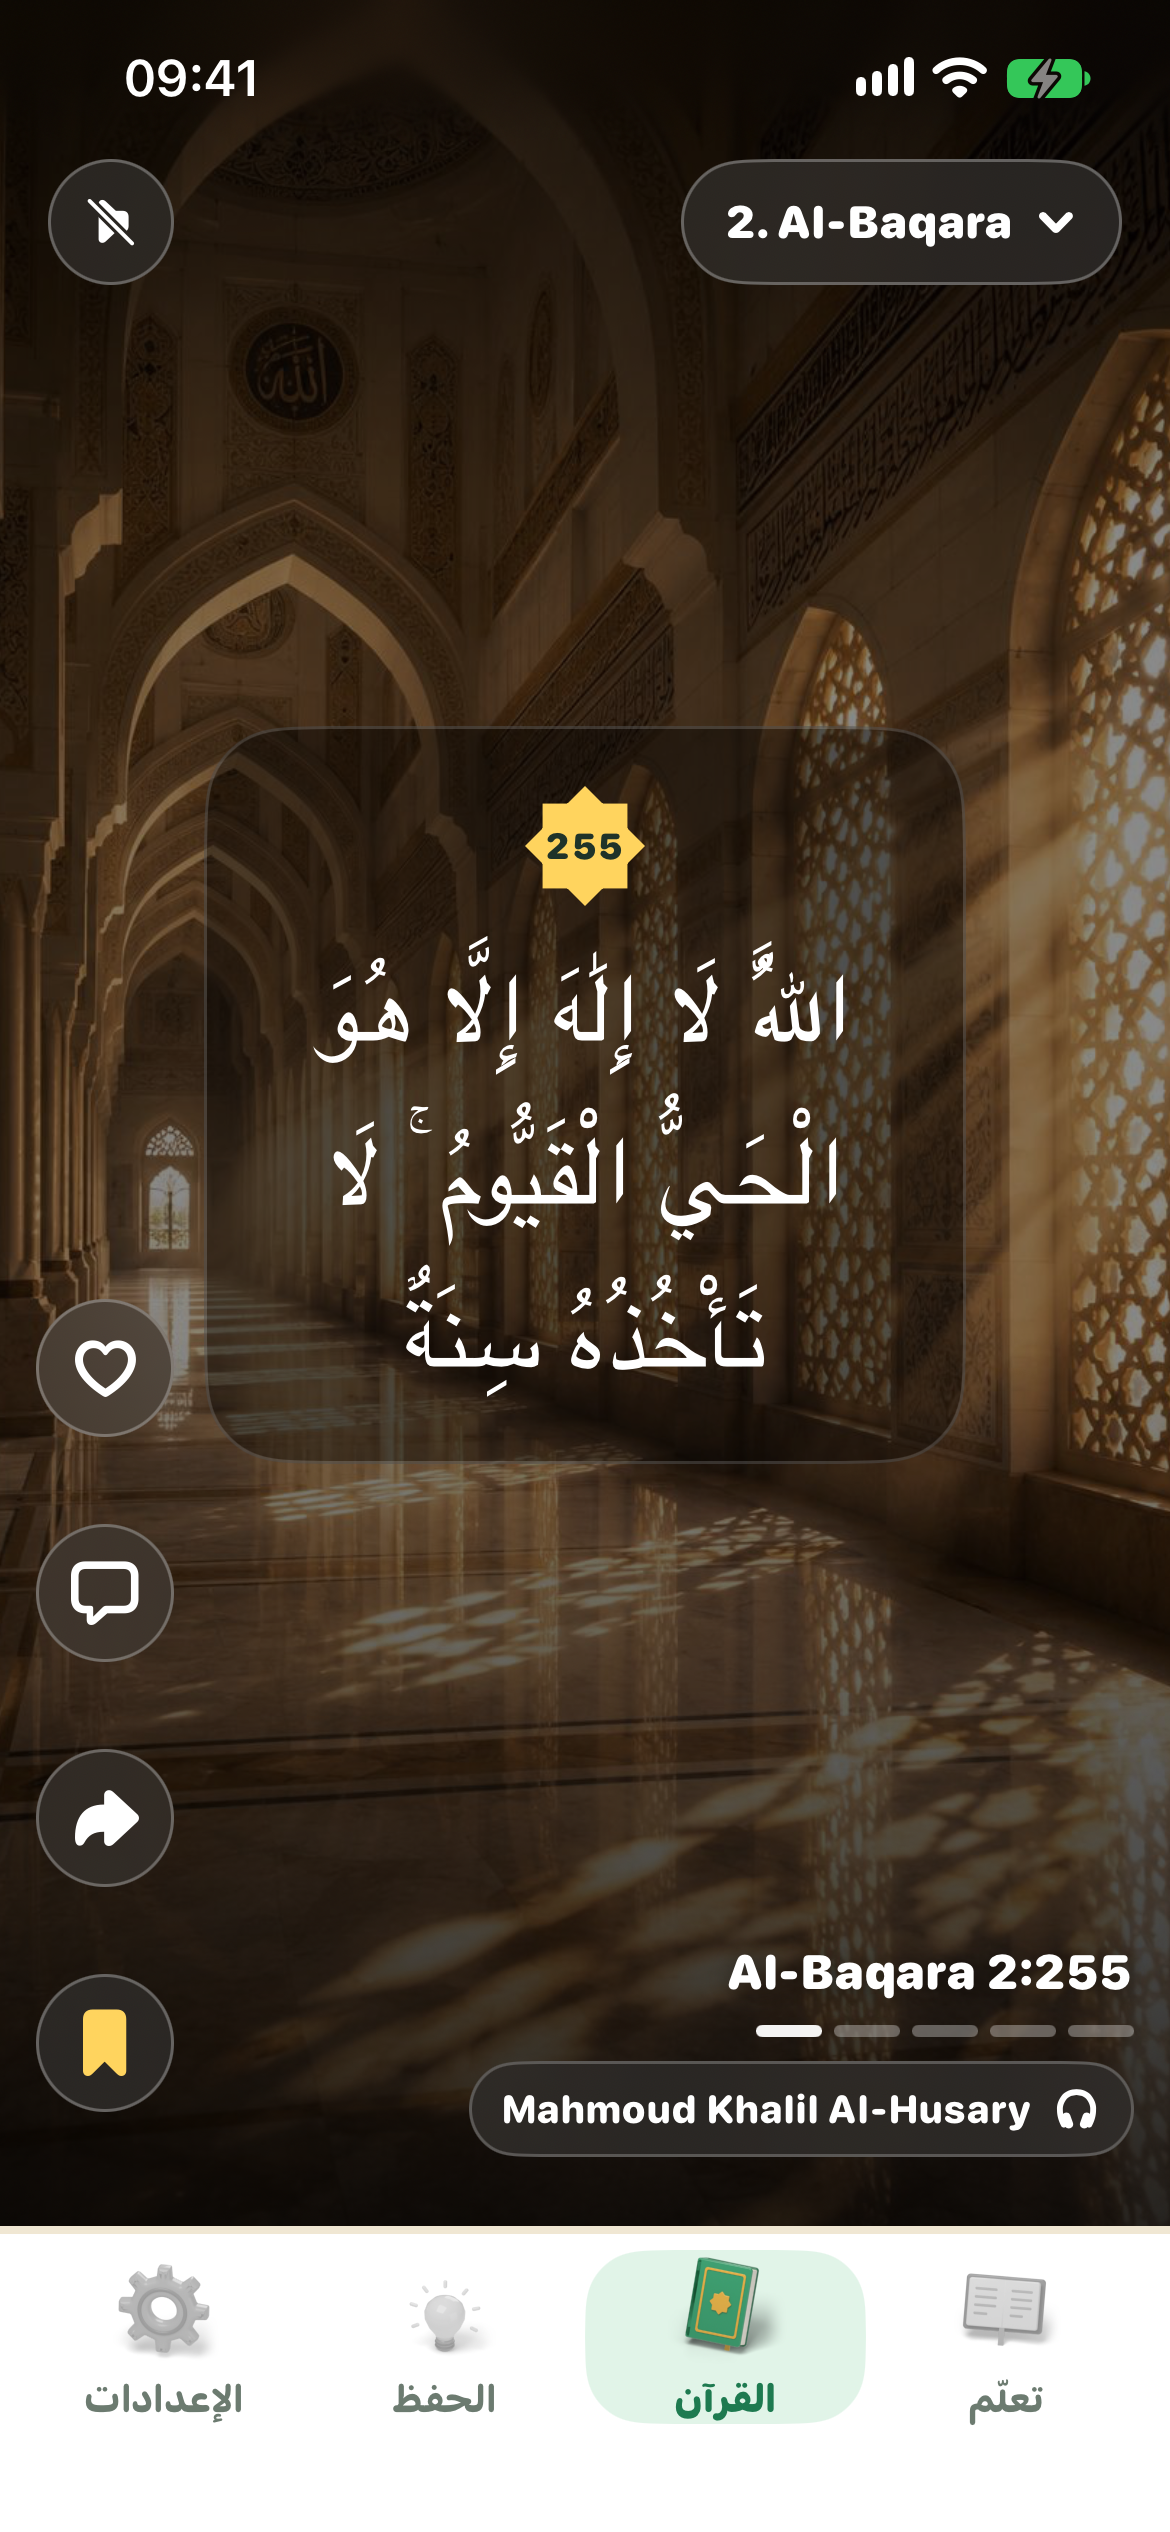 09:41
2. Al-Baqara
الله
255
اللَّهُ لَا إِلَٰهَ إِلَّا هُوَ
الْحَيُّ الْقَيُّومُ ۚ لَا
تَأْخُذُهُ سِنَةٌ
Al-Baqara 2:255
Mahmoud Khalil Al-Husary
تعلّم
القرآن
الحفظ
الإعدادات